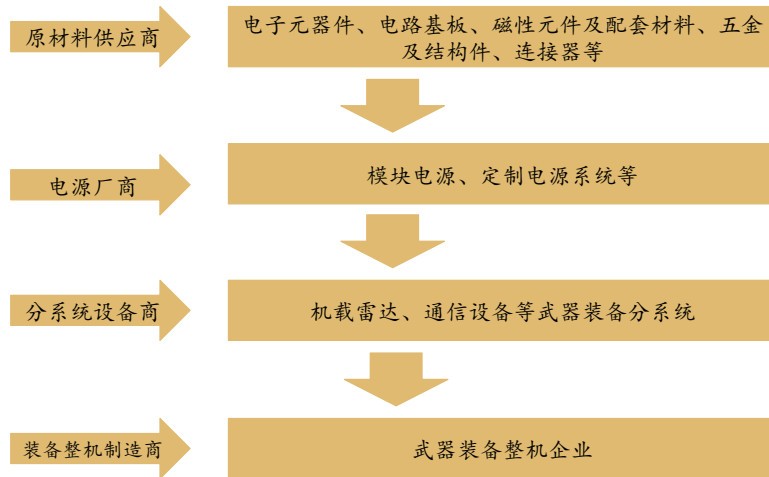 原材料供应商
电子元器件、电路基板、磁性元件及配套材料、五金
及结构件、连接器等
电源厂商
模块电源、定制电源系统等
分系统设备商
机载雷达、通信设备等武器装备分系统
装备整机制造商
武器装备整机企业